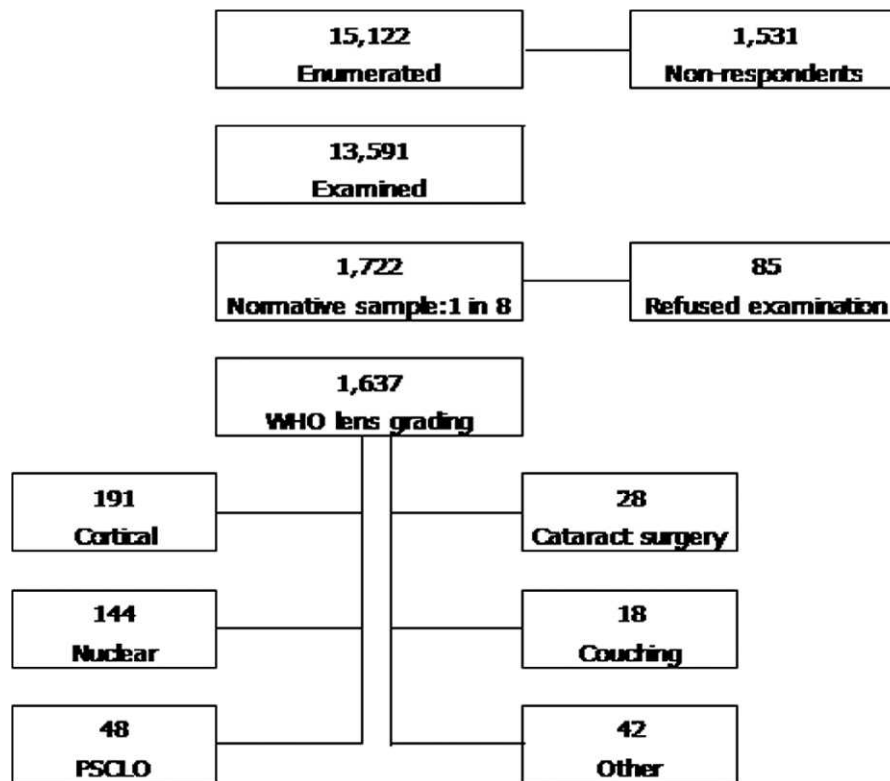 15,122
Enumerated
1,531
Non-respondents
13,591
Examined
1,722
Normative sample:1 in 8
85
Refused examination
1,637
WHO lens grading
191
Cortical
28
Cataract surgery
144
Nuclear
18
Couching
48
PSCLO
42
Other